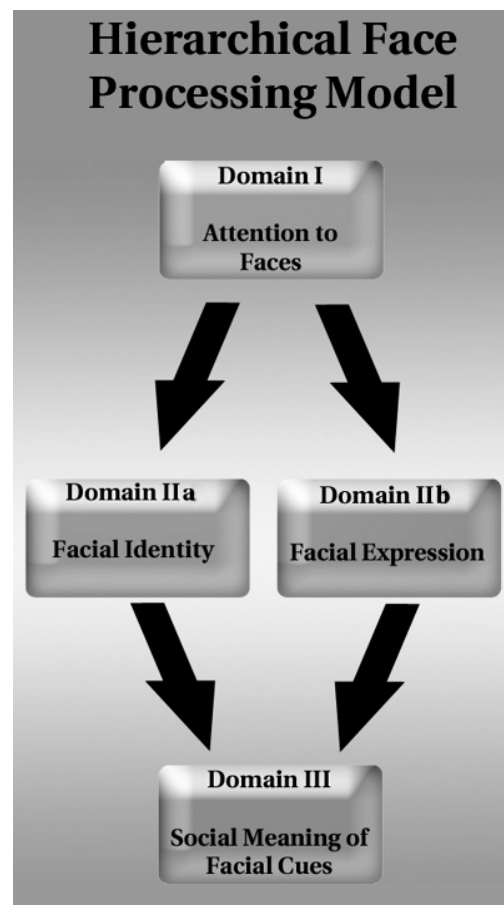 Hierarchical Face
Processing Model
Domain I
Attention to
Faces
Domain IIa
Facial Identity
Domain IIb
Facial Expression
Domain III
Social Meaning of
Facial Cues